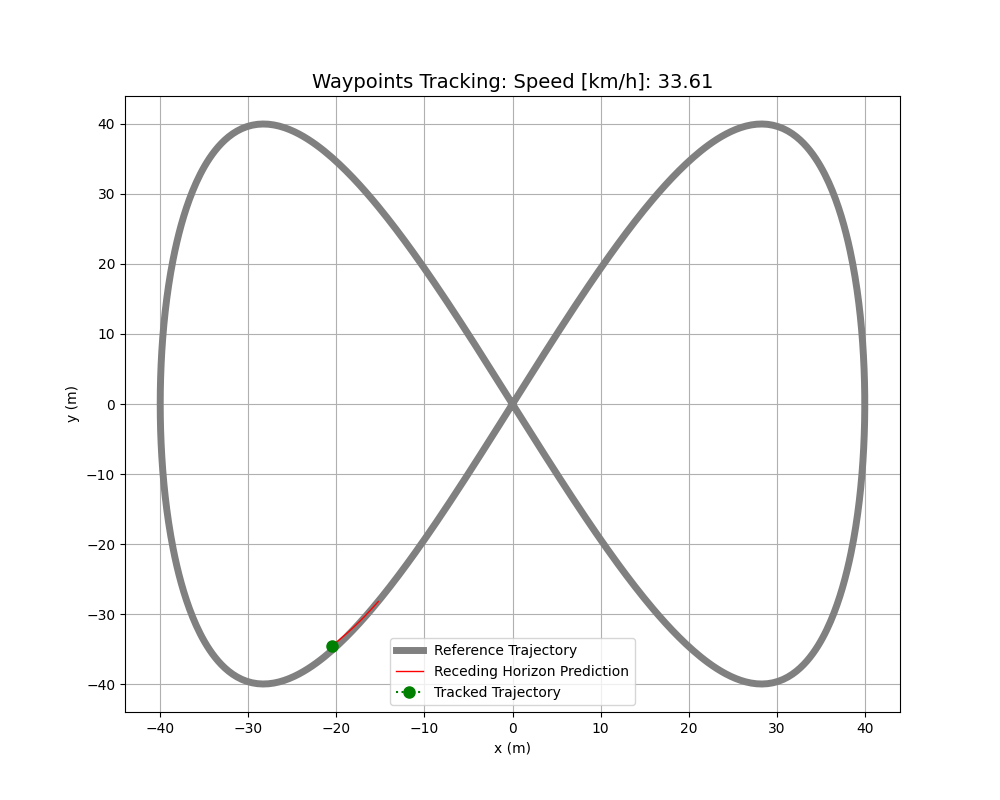 Waypoints Tracking: Speed [km/h]: 33.61
40
30
20
10
0
−10
−20
−30
−40
y (m)
Reference Trajectory
Receding Horizon Prediction
Tracked Trajectory
−40 −30 −20 −10 0 10 20 30 40
x (m)